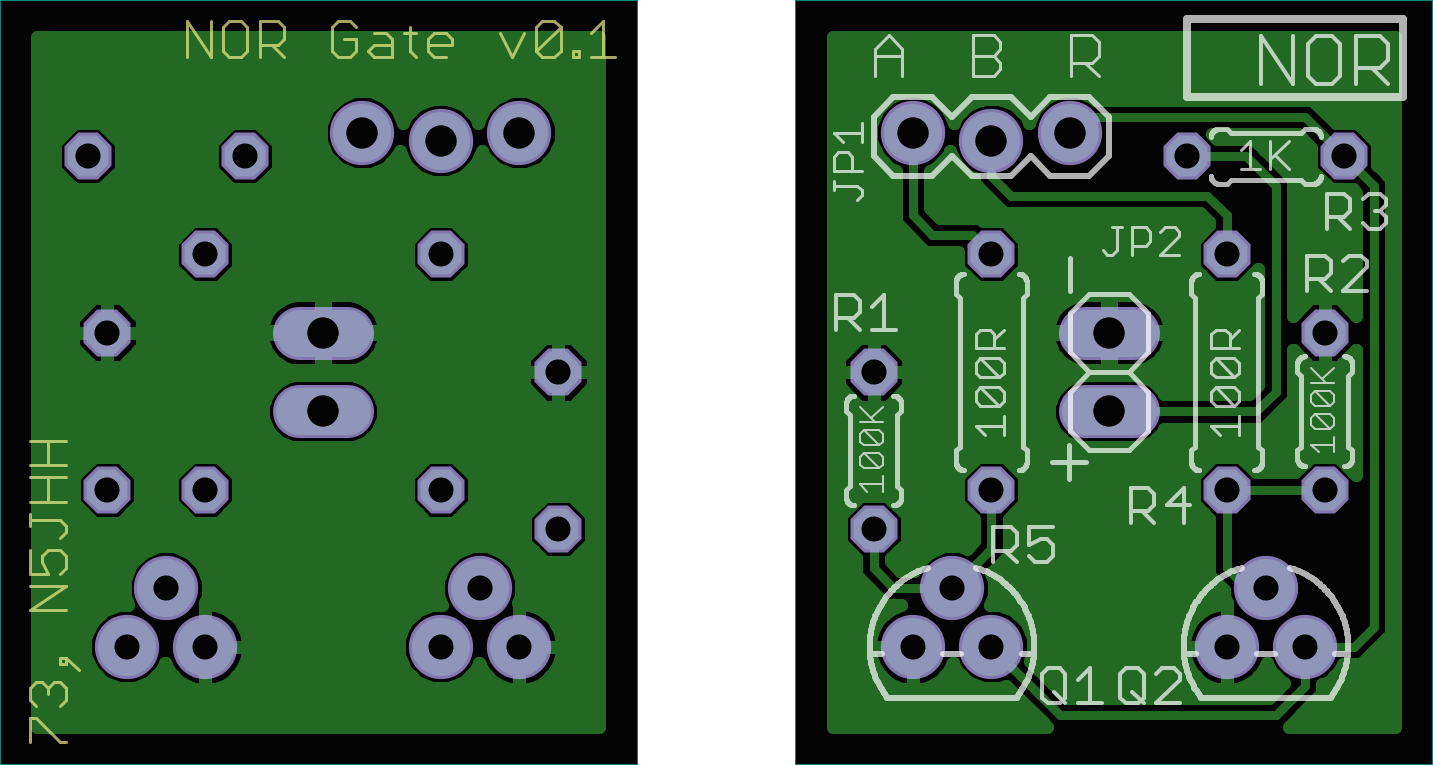 NOR Gate v0.1
73, N5JHH
A B R
NOR
JP1
1K
R3
JP2
R2
-
R1
100R
100R
100K
100K
+
R4
R5
Q1 Q2